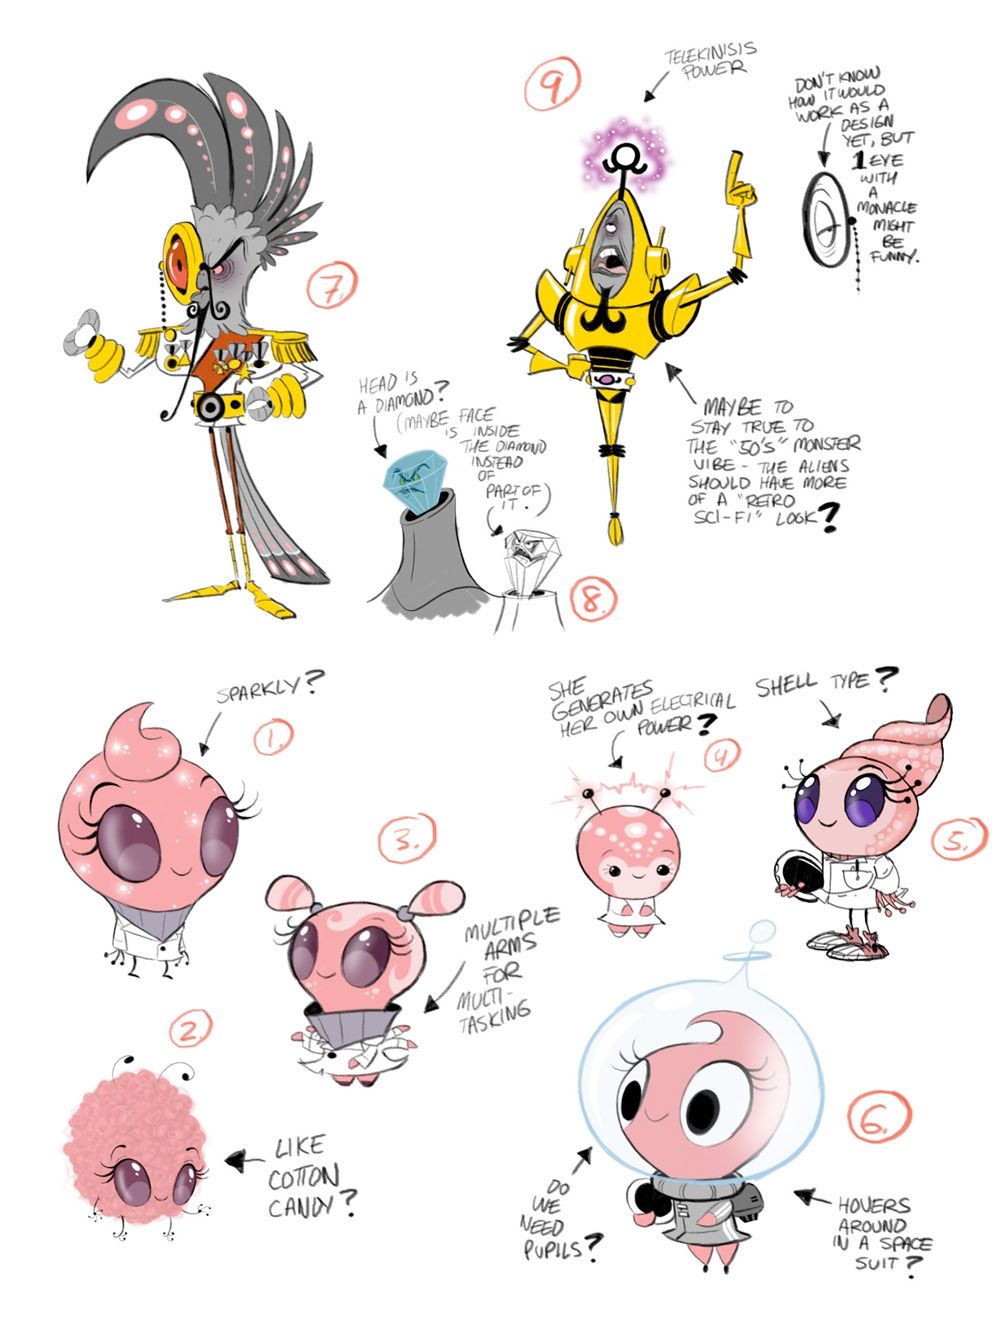 9
TELEKINISIS
POWER
DON'T KNOW
HOW IT WOULD
WORK AS A
DESIGN
YET, BUT
1 EYE
WITH
A
MONACLE
MIGHT
BE
FUNNY.
7.
HEAD IS
A DIAMOND?
(MAYBE FACE
IS INSIDE
THE DIAMOND
INSTEAD
OF
PART OF
IT.)
8.
MAYBE TO
STAY TRUE TO
THE "50'S" MONSTER
VIBE - THE ALIENS
SHOULD HAVE MORE
OF A "RETRO
SCI-FI" LOOK?
SPARKLY?
1.
SHE
GENERATES
HER OWN ELECTRICAL
POWER?
4.
SHELL TYPE?
5.
3.
MULTIPLE
ARMS
FOR
MULTI-
TASKING
2.
LIKE
COTTON
CANDY?
6.
DO
WE
NEED
PUPILS?
HOVERS
AROUND
IN A SPACE
SUIT?